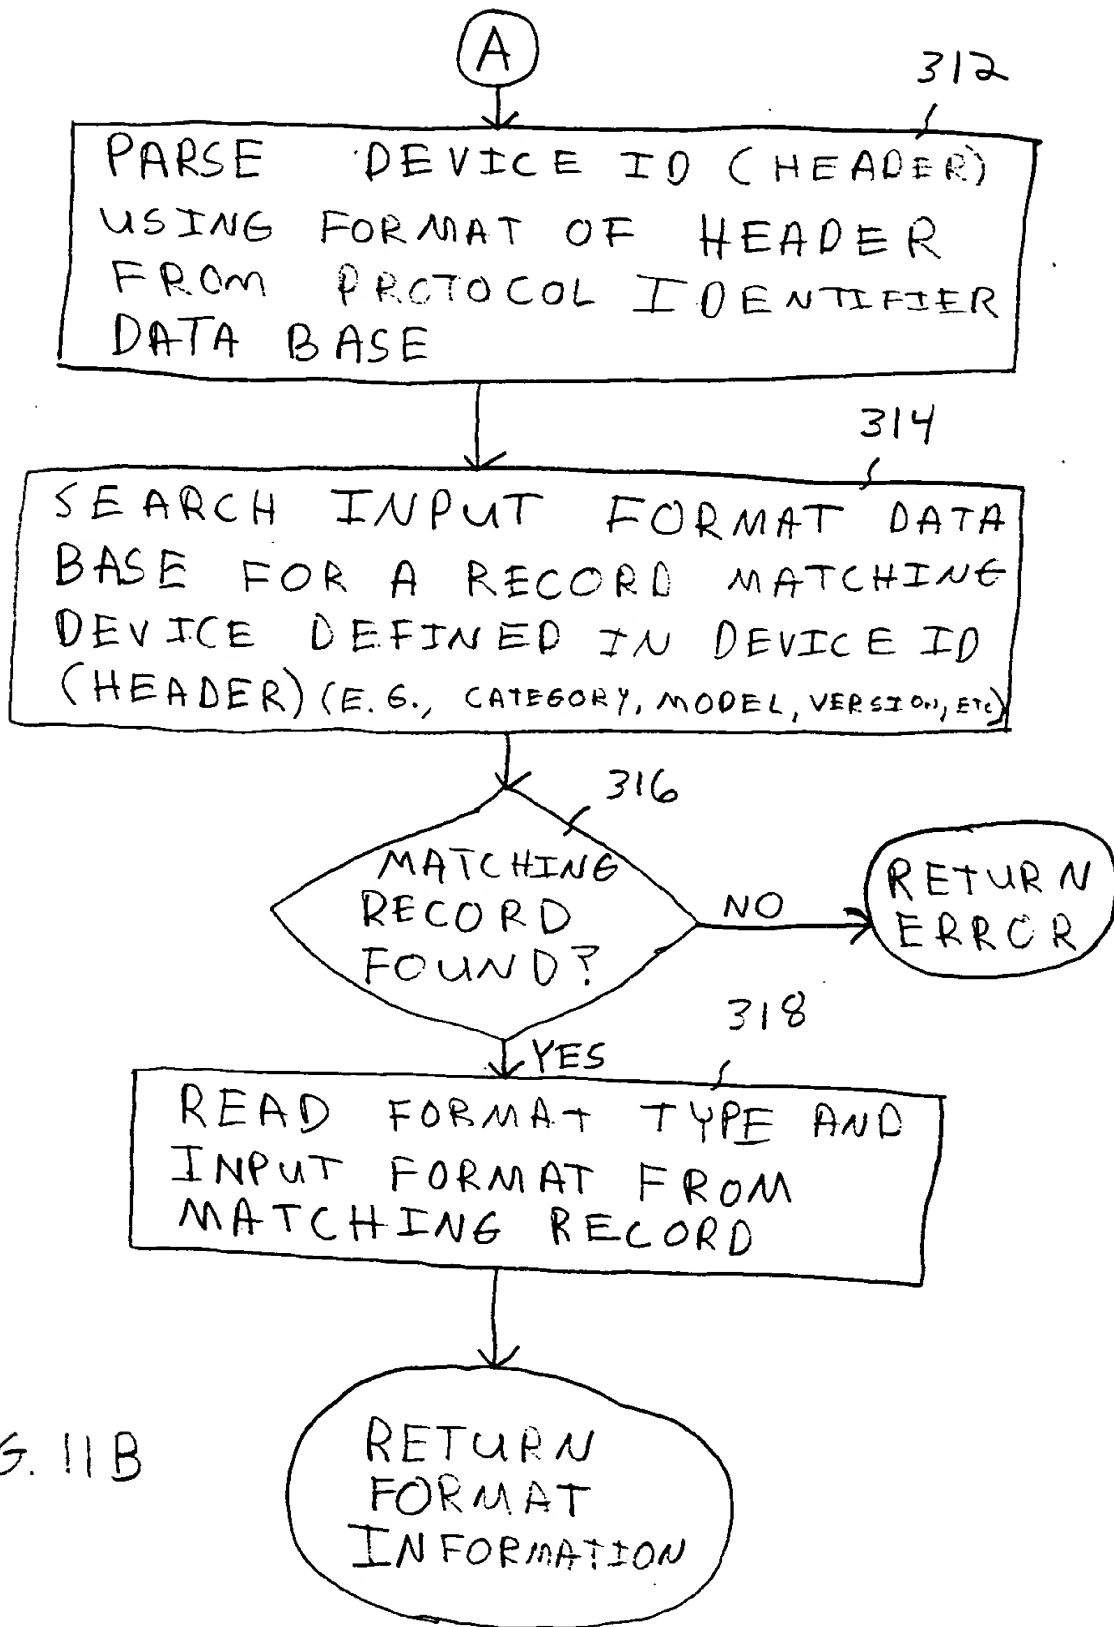 A
312
PARSE DEVICE ID (HEADER)
USING FORMAT OF HEADER
FROM PROTOCOL IDENTIFIER
DATA BASE
314
SEARCH INPUT FORMAT DATA
BASE FOR A RECORD MATCHING
DEVICE DEFINED IN DEVICE ID
(HEADER) (E.G., CATEGORY, MODEL, VERSION, ETC)
316
MATCHING
RECORD
FOUND?
NO
RETURN
ERROR
318
YES
READ FORMAT TYPE AND
INPUT FORMAT FROM
MATCHING RECORD
RETURN
FORMAT
INFORMATION
G. 11B